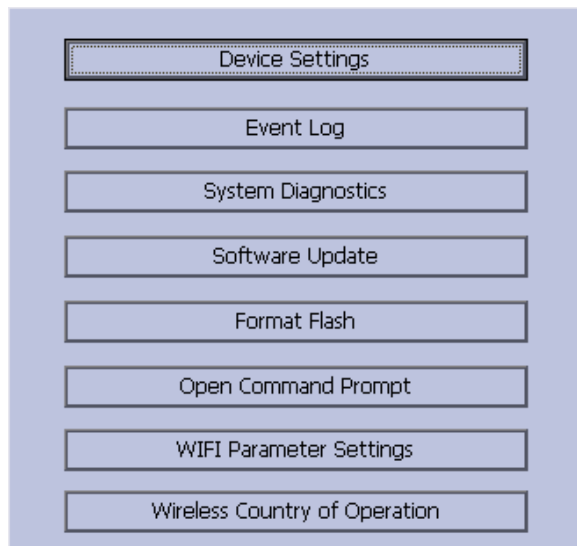 Device Settings
Event Log
System Diagnostics
Software Update
Format Flash
Open Command Prompt
WIFI Parameter Settings
Wireless Country of Operation